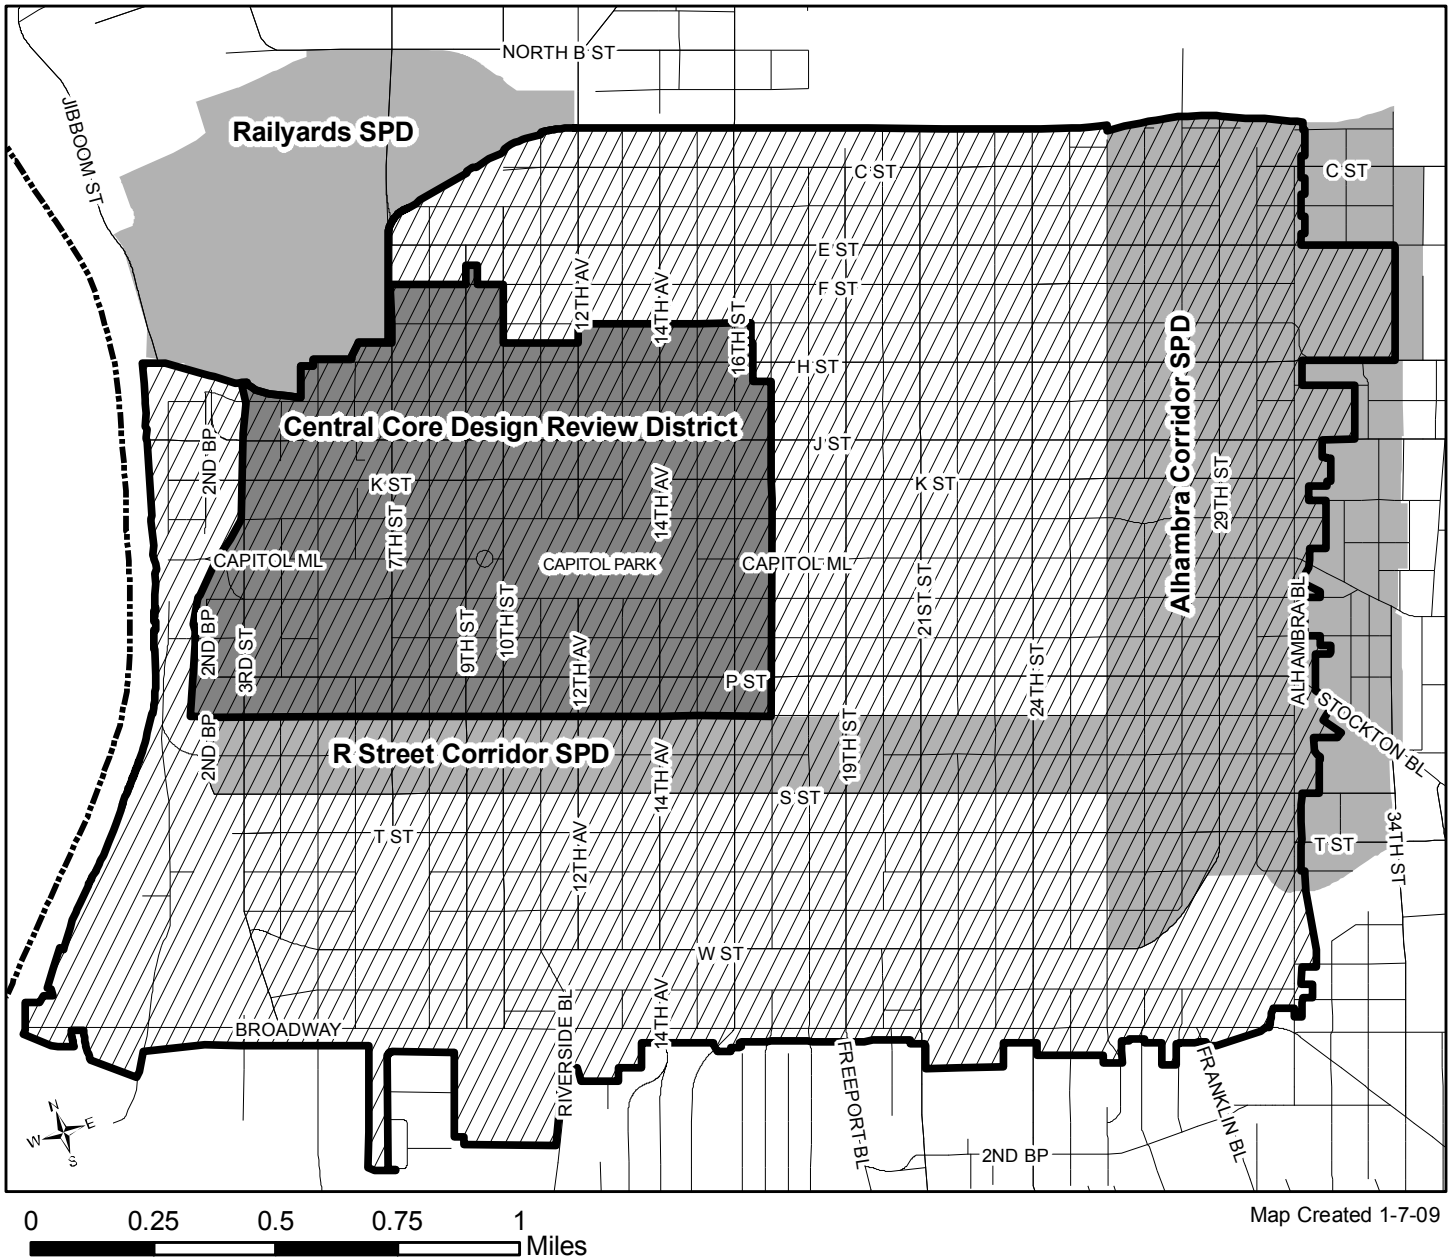 NORTH B ST
JIBBOOM ST
Railyards SPD
C ST
C ST
E ST
12TH AV
14TH AV
F ST
16TH ST
H ST
Alhambra Corridor SPD
Central Core Design Review District
J ST
2ND BP
K ST
14TH AV
K ST
29TH ST
7TH ST
CAPITOL ML
CAPITOL PARK
CAPITOL ML
21ST ST
10TH ST
9TH ST
2ND BP
3RD ST
12TH AV
P ST
24TH ST
ALHAMBRA BL
STOCKTON BL
2ND BP
R Street Corridor SPD
14TH AV
19TH ST
S ST
T ST
12TH AV
T ST
34TH ST
W ST
RIVERSIDE BL
14TH AV
BROADWAY
FREEPORT BL
FRANKLIN BL
2ND BP
N
W E
S
Map Created 1-7-09
0 0.25 0.5 0.75 1
Miles